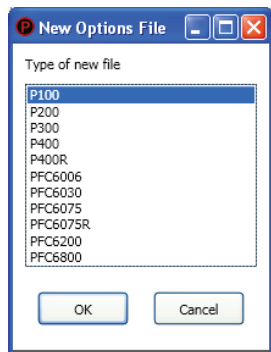 New Options File
Type of new file
P100
P200
P300
P400
P400R
PFC6006
PFC6030
PFC6075
PFC6075R
PFC6200
PFC6800
OK Cancel